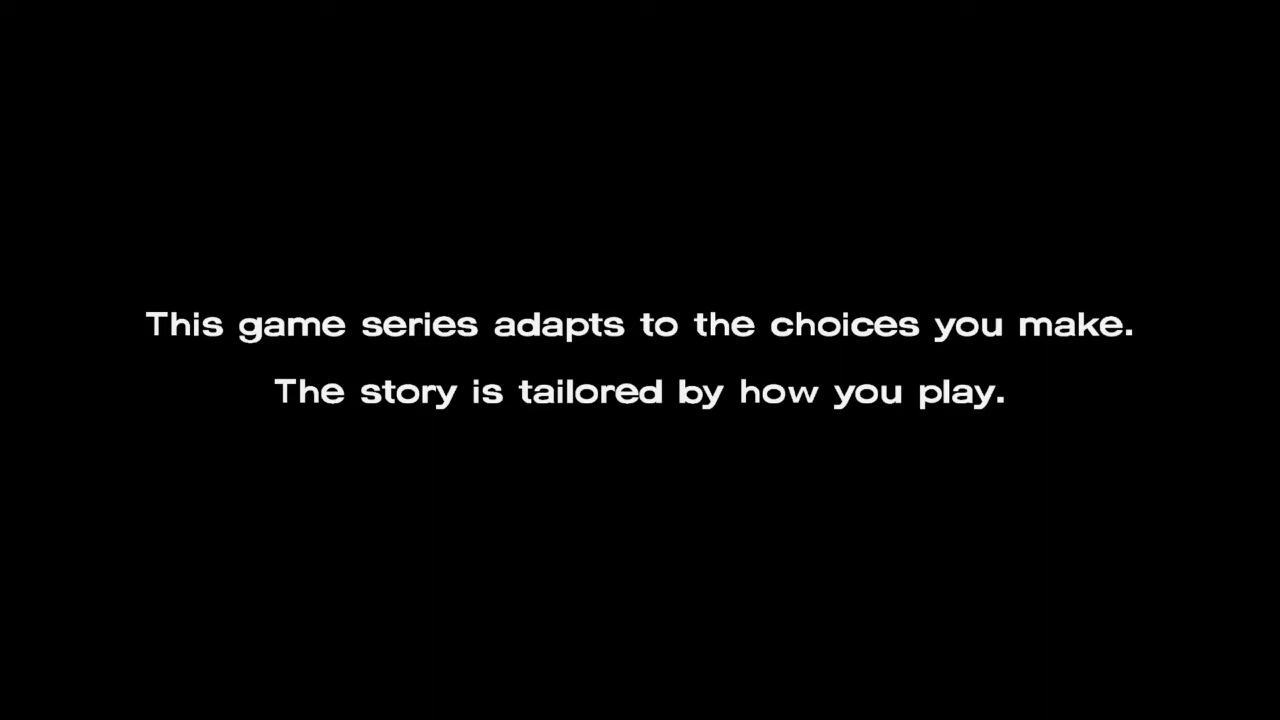 This game series adapts to the choices you make.
The story is tailored by how you play.